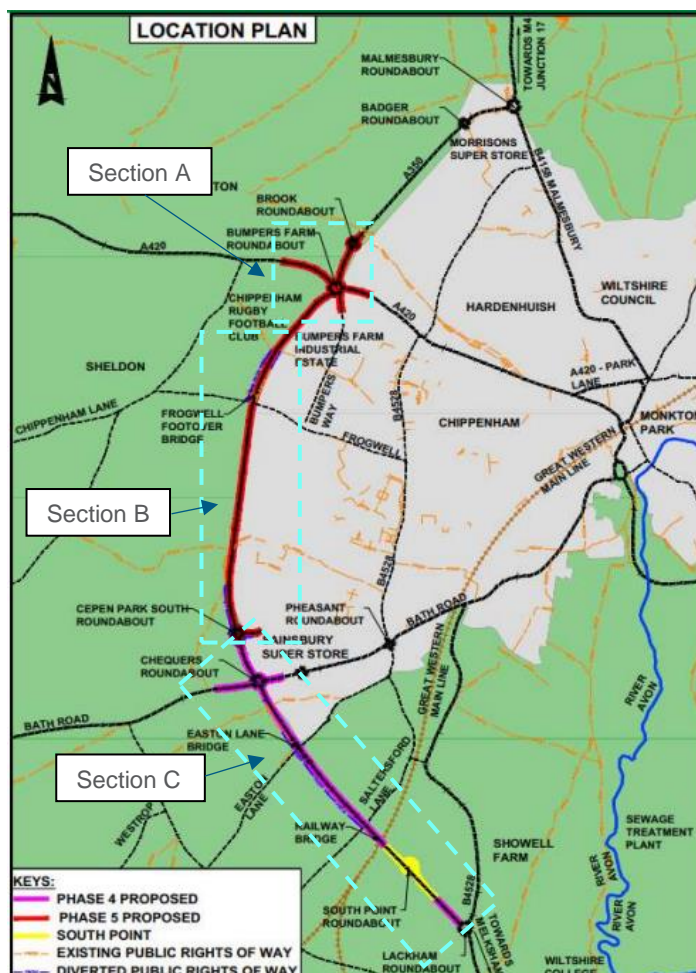 LOCATION PLAN
MALMESBURY
ROUNDABOUT
TOWARDS M4
JUNCTION 17
BADGER
ROUNDABOUT
MORRISONS
SUPER STORE
A350
B4158 MALMESBURY
Section A
TON
BROOK
ROUNDABOUT
BUMPERS FARM
ROUNDABOUT
A420
CHIPPENHAM
RUGBY
FOOTBALL
CLUB
A420
HARDENHUISH
WILTSHIRE
COUNCIL
BUMPERS FARM
INDUSTRIAL
ESTATE
SHELDON
BUMPERS
WAY
B4528
A420 - PARK
LANE
CHIPPENHAM LANE
FROGWELL
FOOTOVER
BRIDGE
FROGWELL
CHIPPENHAM
MONKTON
PARK
GREAT WESTERN
MAIN LINE
Section B
B4528
CEPEN PARK SOUTH
ROUNDABOUT
PHEASANT
ROUNDABOUT
BATH ROAD
SAINSBURY
SUPER STORE
CHEQUERS
ROUNDABOUT
GREAT WESTERN
MAIN LINE
BATH ROAD
EASTON LANE
BRIDGE
RIVER
AVON
Section C
EASTON
LANE
SALTERSFORD
LANE
WESTROP
RAILWAY
BRIDGE
SHOWELL
FARM
SEWAGE
TREATMENT
PLANT
RIVER
AVON
RIVER
AVON
B4528
SOUTH POINT
ROUNDABOUT
TOWARDS
MELKSHAM
LACKHAM
ROUNDABOUT
WILTSHIRE
COLLEGE
KEYS:
PHASE 4 PROPOSED
PHASE 5 PROPOSED
SOUTH POINT
EXISTING PUBLIC RIGHTS OF WAY
DIVERTED PUBLIC RIGHTS OF WAY